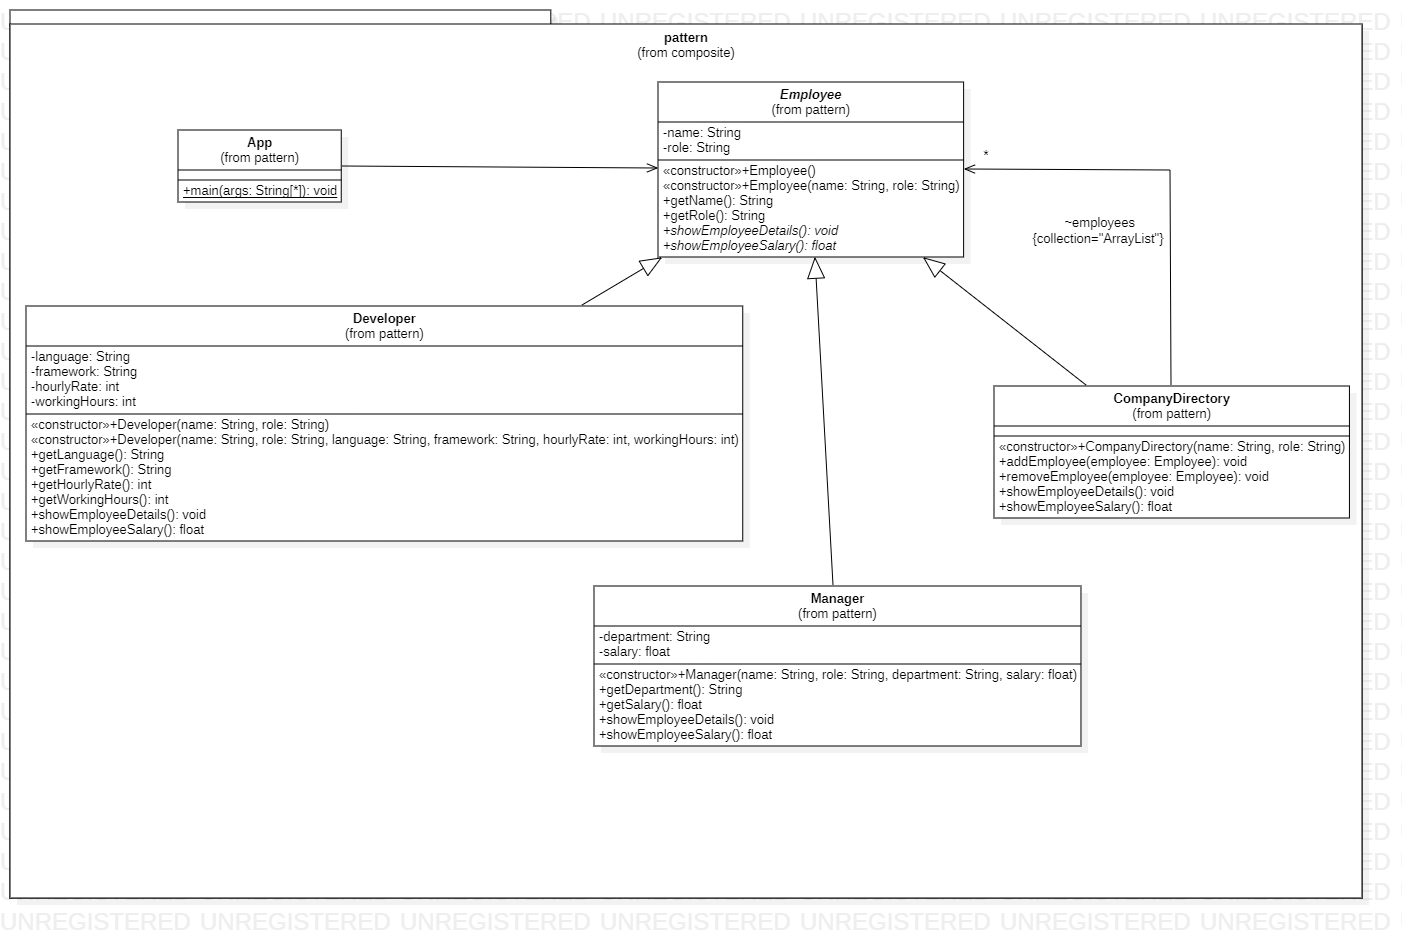 pattern
(from composite)
Employee
(from pattern)
-name: String
-role: String
«constructor»+Employee()
«constructor»+Employee(name: String, role: String)
+getName(): String
+getRole(): String
+showEmployeeDetails(): void
+showEmployeeSalary(): float
App
(from pattern)
+main(args: String[*]): void
*
~employees
{collection="ArrayList"}
Developer
(from pattern)
-language: String
-framework: String
-hourlyRate: int
-workingHours: int
«constructor»+Developer(name: String, role: String)
«constructor»+Developer(name: String, role: String, language: String, framework: String, hourlyRate: int, workingHours: int)
+getLanguage(): String
+getFramework(): String
+getHourlyRate(): int
+getWorkingHours(): int
+showEmployeeDetails(): void
+showEmployeeSalary(): float
CompanyDirectory
(from pattern)
«constructor»+CompanyDirectory(name: String, role: String)
+addEmployee(employee: Employee): void
+removeEmployee(employee: Employee): void
+showEmployeeDetails(): void
+showEmployeeSalary(): float
Manager
(from pattern)
-department: String
-salary: float
«constructor»+Manager(name: String, role: String, department: String, salary: float)
+getDepartment(): String
+getSalary(): float
+showEmployeeDetails(): void
+showEmployeeSalary(): float
UNREGISTERED UNREGISTERED UNREGISTERED UNREGISTERED UNREGISTERED UNREGISTERED UNREGISTERED